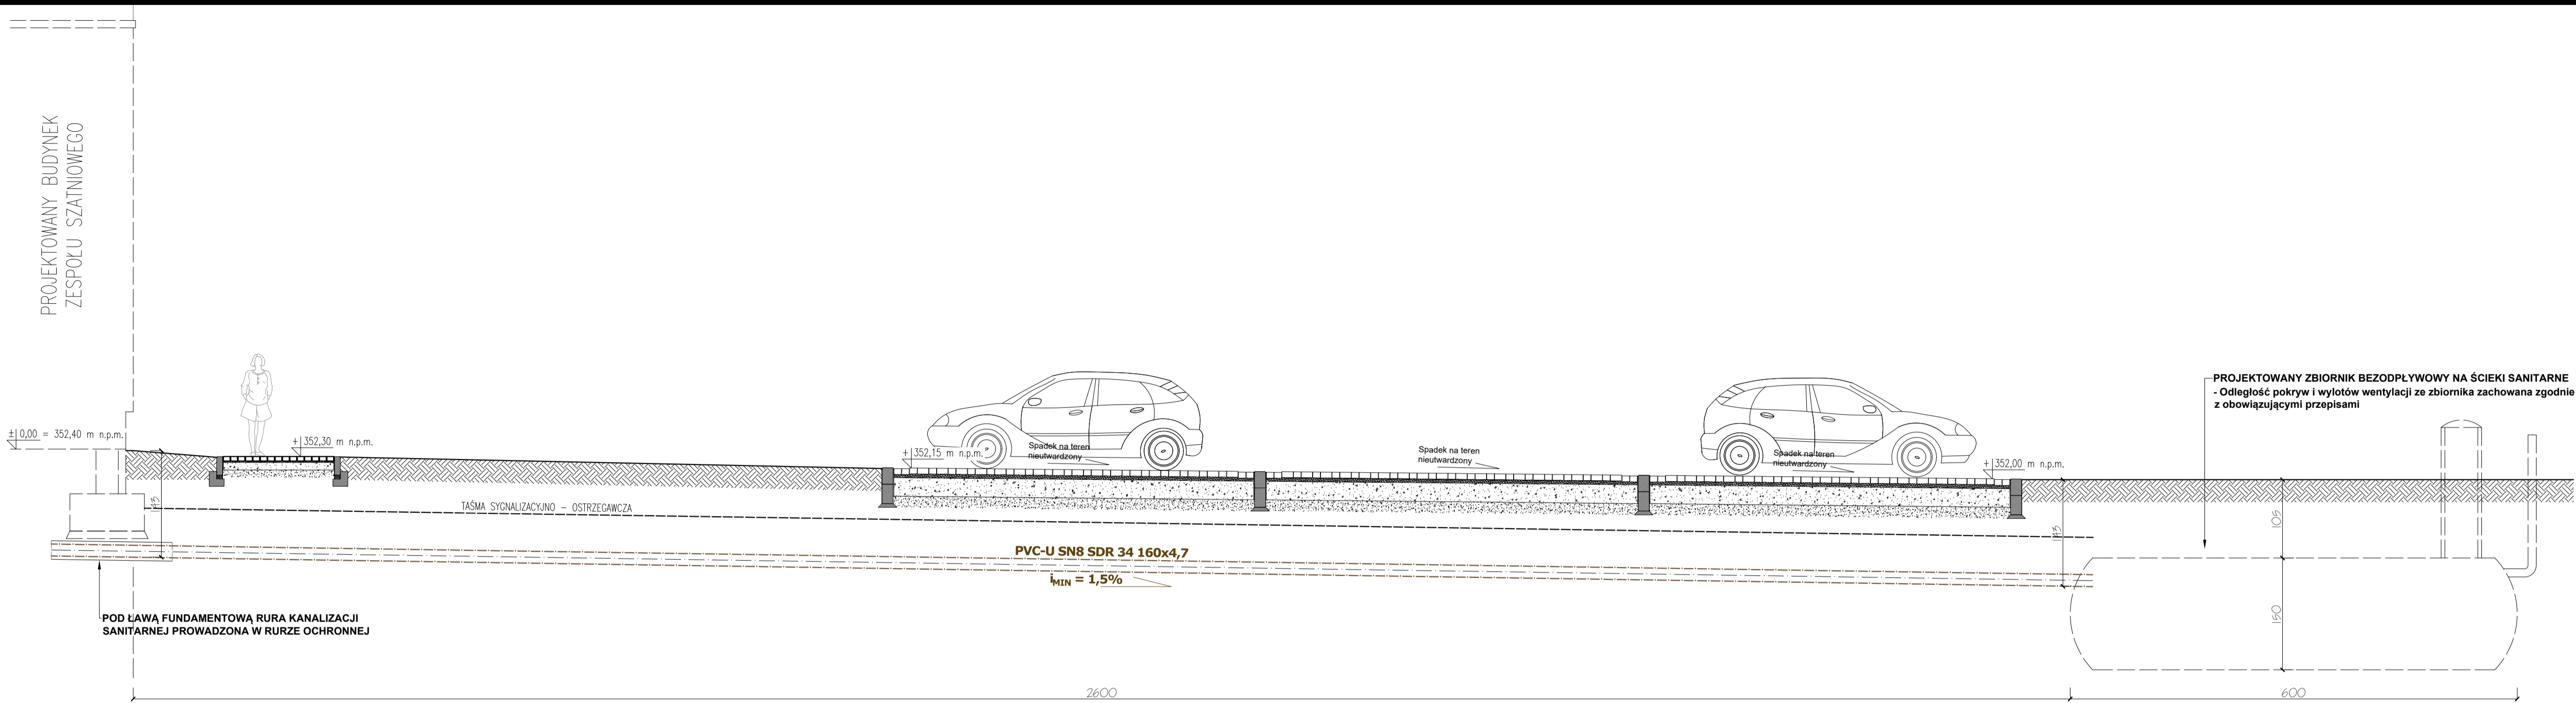 PROJEKTOWANY BUDYNEK
ZESPOŁU SZATNIOWEGO
±0,00 = 352,40 m n.p.m.
+352,30 m n.p.m.
+352,15 m n.p.m.
Spadek na teren
nieutwardzony
Spadek na teren
nieutwardzony
Spadek na teren
nieutwardzony
+352,00 m n.p.m.
PROJEKTOWANY ZBIORNIK BEZODPŁYWOWY NA ŚCIEKI SANITARNE
- Odległość pokryw i wylotów wentylacji ze zbiornika zachowana zgodnie
z obowiązującymi przepisami
143
TAŚMA SYGNALIZACYJNO - OSTRZEGAWCZA
PVC-U SN8 SDR 34 160x4,7
iMIN = 1,5%
143
105
150
POD ŁAWĄ FUNDAMENTOWĄ RURA KANALIZACJI
SANITARNEJ PROWADZONA W RURZE OCHRONNEJ
2600
600